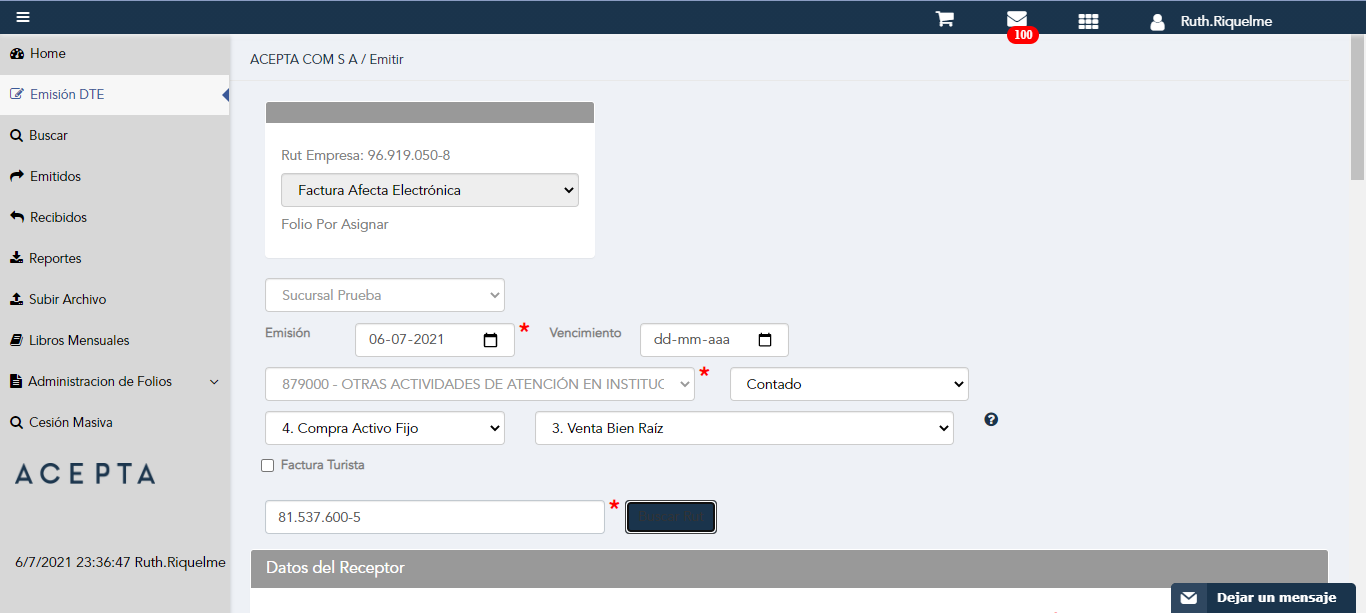 Ruth.Riquelme
100
Home
Emisión DTE
Buscar
Emitidos
Recibidos
Reportes
Subir Archivo
Libros Mensuales
Administracion de Folios
Cesión Masiva
ACEPTA
6/7/2021 23:36:47 Ruth.Riquelme
ACEPTA COM S A / Emitir
Rut Empresa: 96.919.050-8
Factura Afecta Electrónica
Folio Por Asignar
Sucursal Prueba
Emisión 06-07-2021 * Vencimiento dd-mm-aaa
879000 - OTRAS ACTIVIDADES DE ATENCIÓN EN INSTITUC * Contado
4. Compra Activo Fijo 3. Venta Bien Raíz
Factura Turista
81.537.600-5 *
Datos del Receptor
Dejar un mensaje